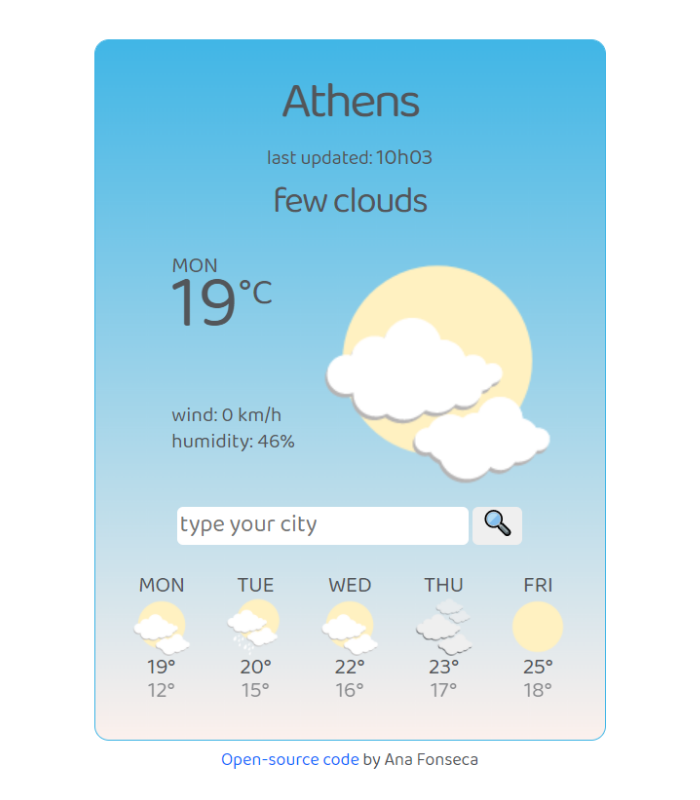 Athens
last updated: 10h03
few clouds
MON
19°C
wind: 0 km/h
humidity: 46%
type your city
MON TUE WED THU FRI
19° 20° 22° 23° 25°
12° 15° 16° 17° 18°
Open-source code by Ana Fonseca